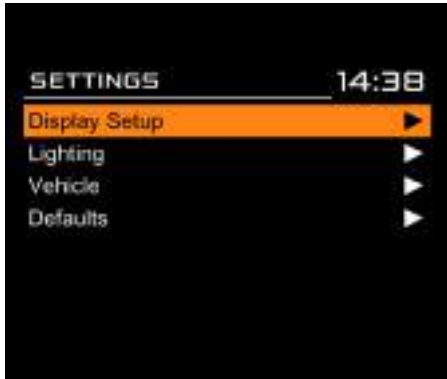 SETTINGS 14:38
Display Setup
Lighting
Vehicle
Defaults